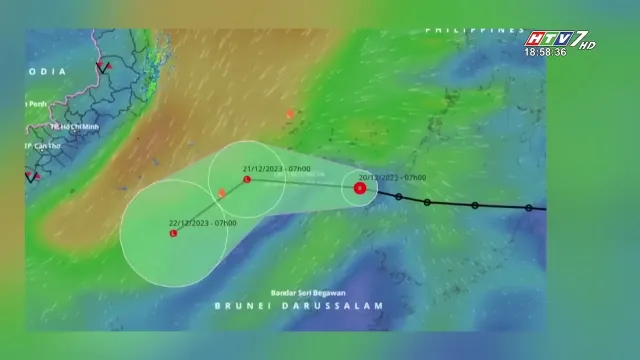 PHILIPPINES
HTV7 HD
18:58:36
ODIA
Penh
TP.Hồ Chí Minh
TP. Cần Thơ
21/12/2023 - 07h00
20/12/2023 - 07h00
22/12/2023 - 07h00
L
L
Bandar Seri Begawan
BRUNEI DARUSSALAM